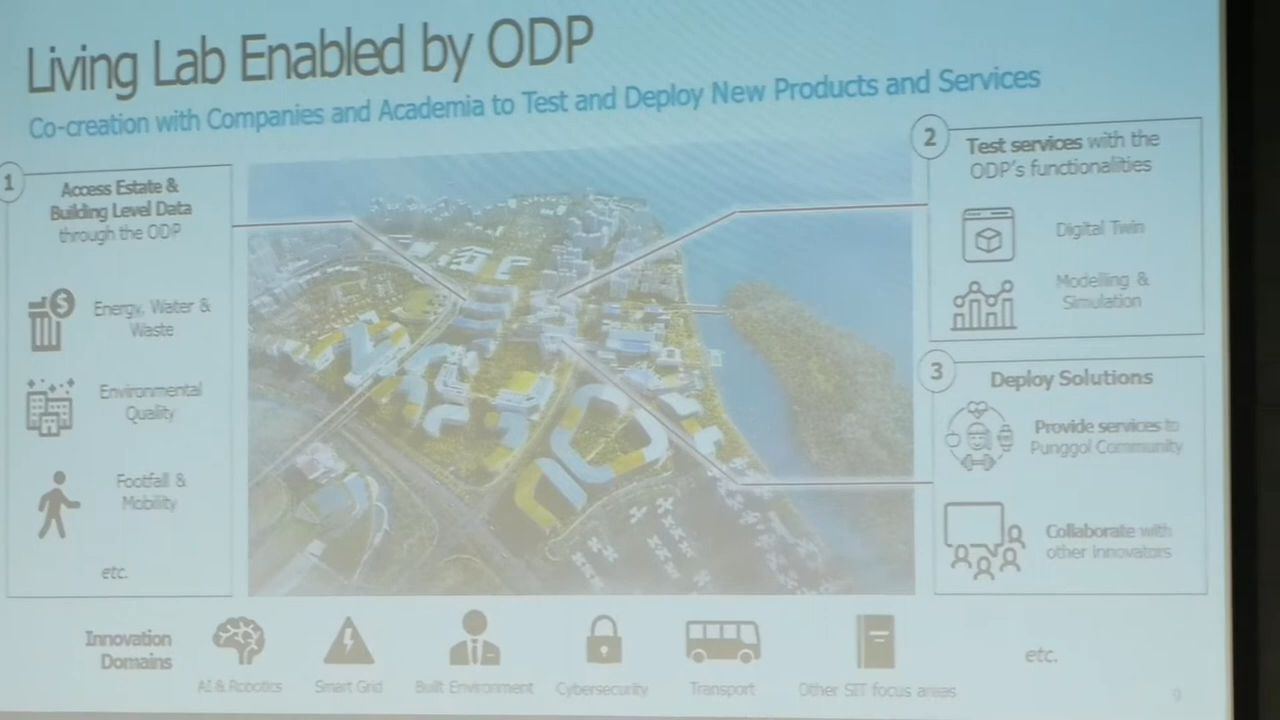 Living Lab Enabled by ODP
Co-creation with Companies and Academia to Test and Deploy New Products and Services
1
Access Estate &
Building Level Data
through the ODP
Energy, Water &
Waste
Environmental
Quality
Footfall &
Mobility
etc.
2
Test services with the
ODP's functionalities
Digital Twin
Modelling &
Simulation
3
Deploy Solutions
Provide services to
Punggol Community
Collaborate with
other innovators
Innovation
Domains
AI & Robotics
Smart Grid
Built Environment
Cybersecurity
Transport
Other SIT focus areas
etc.
9